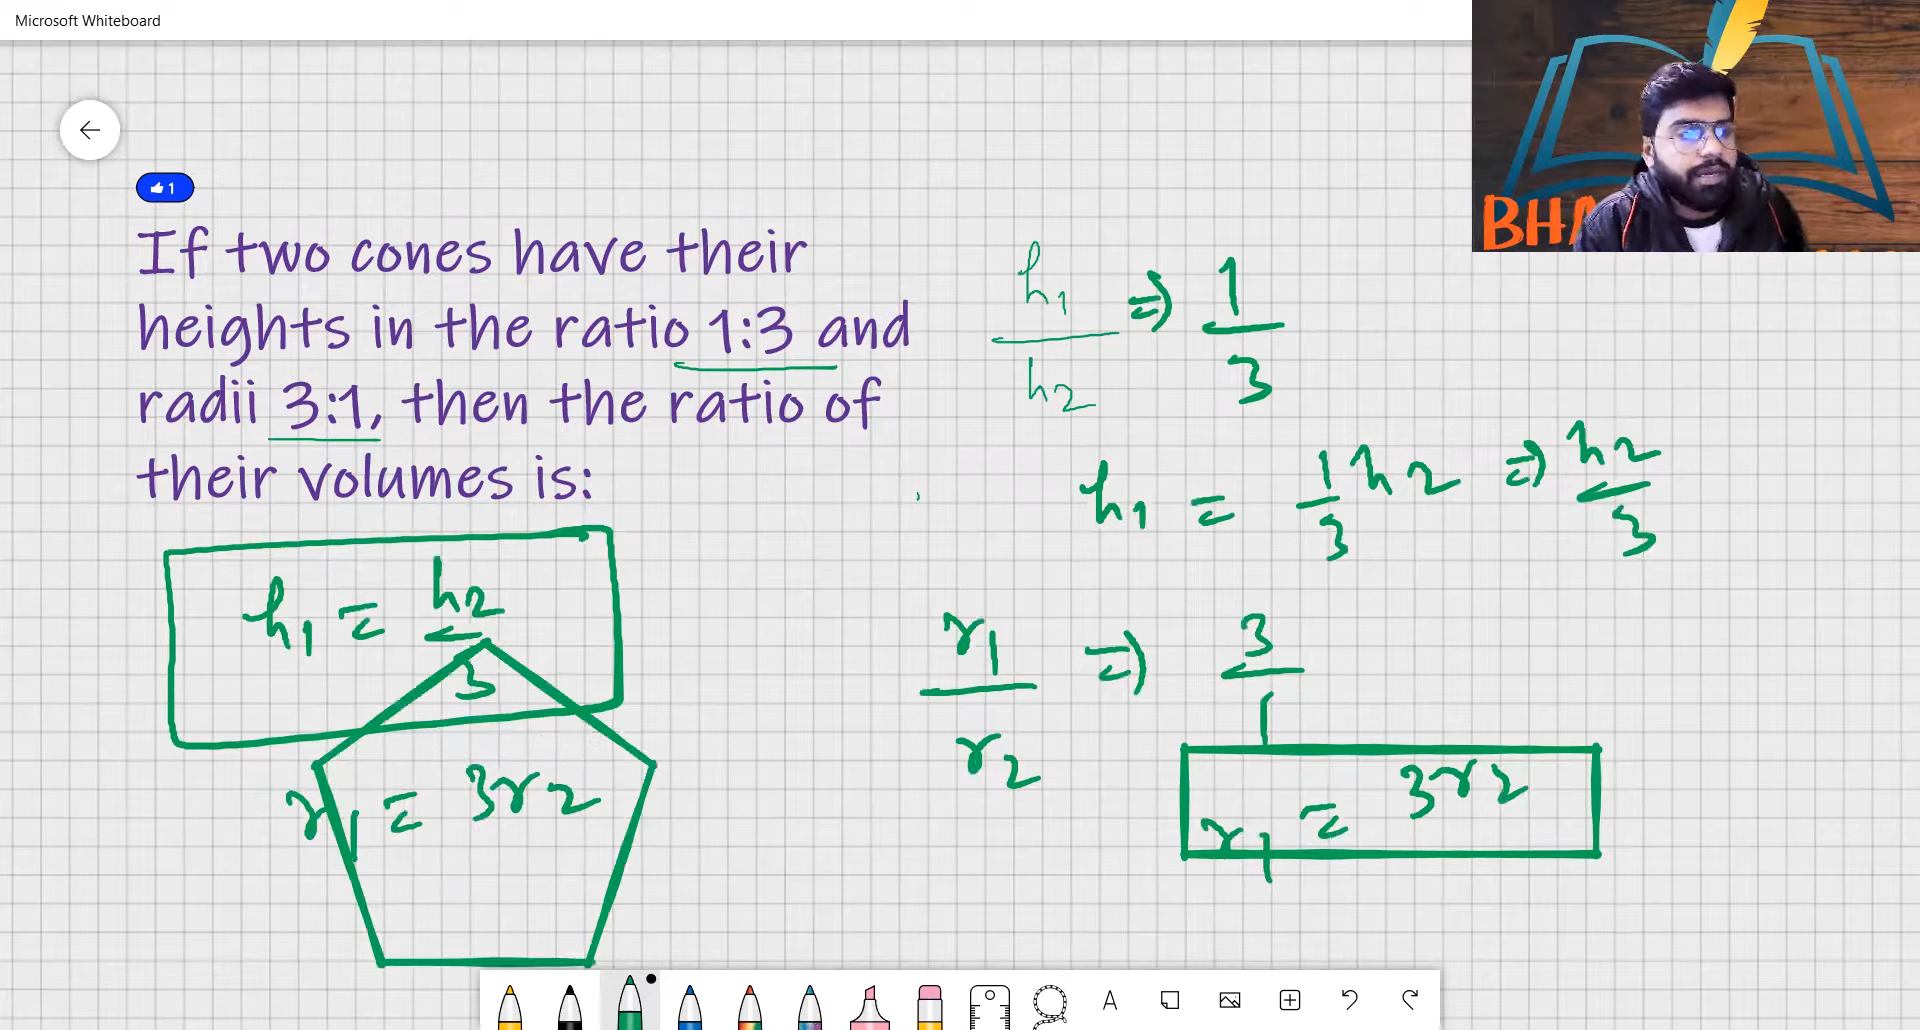 Microsoft Whiteboard
BHA
1
If two cones have their
heights in the ratio 1:3 and
radii 3:1, then the ratio of
their volumes is:
h1 = h2
3
r1 = 3r2
h1 ⇒ 1
h2 3
h1 = 1/3 h2 ⇒ h2/3
r1 ⇒ 3
r2 1
r1 = 3r2
A